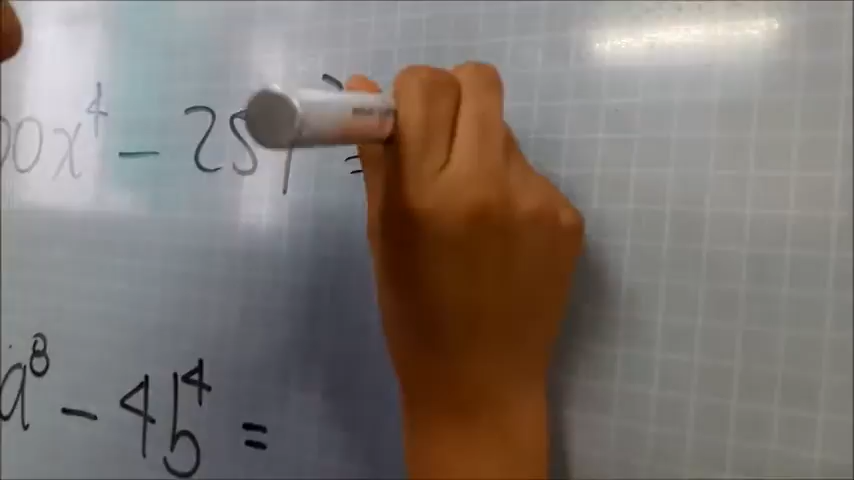 00x⁴ - 25y =
a⁸ - 4b⁴ =